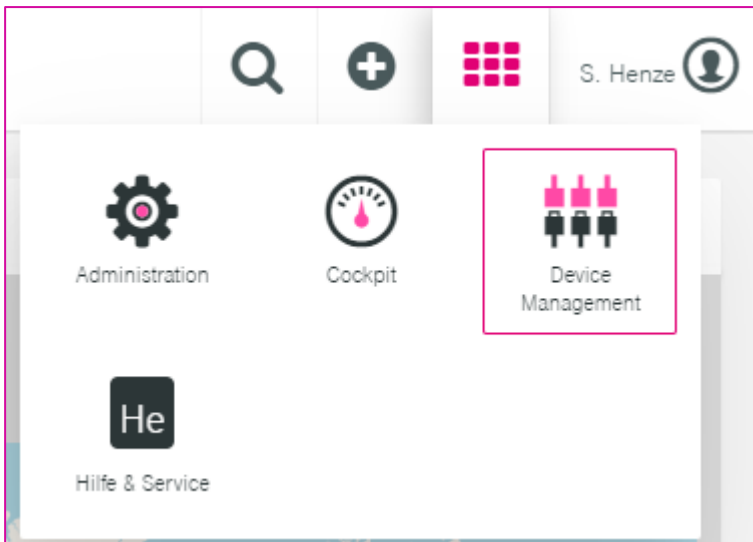 S. Henze
Administration
Cockpit
Device
Management
He
Hilfe & Service